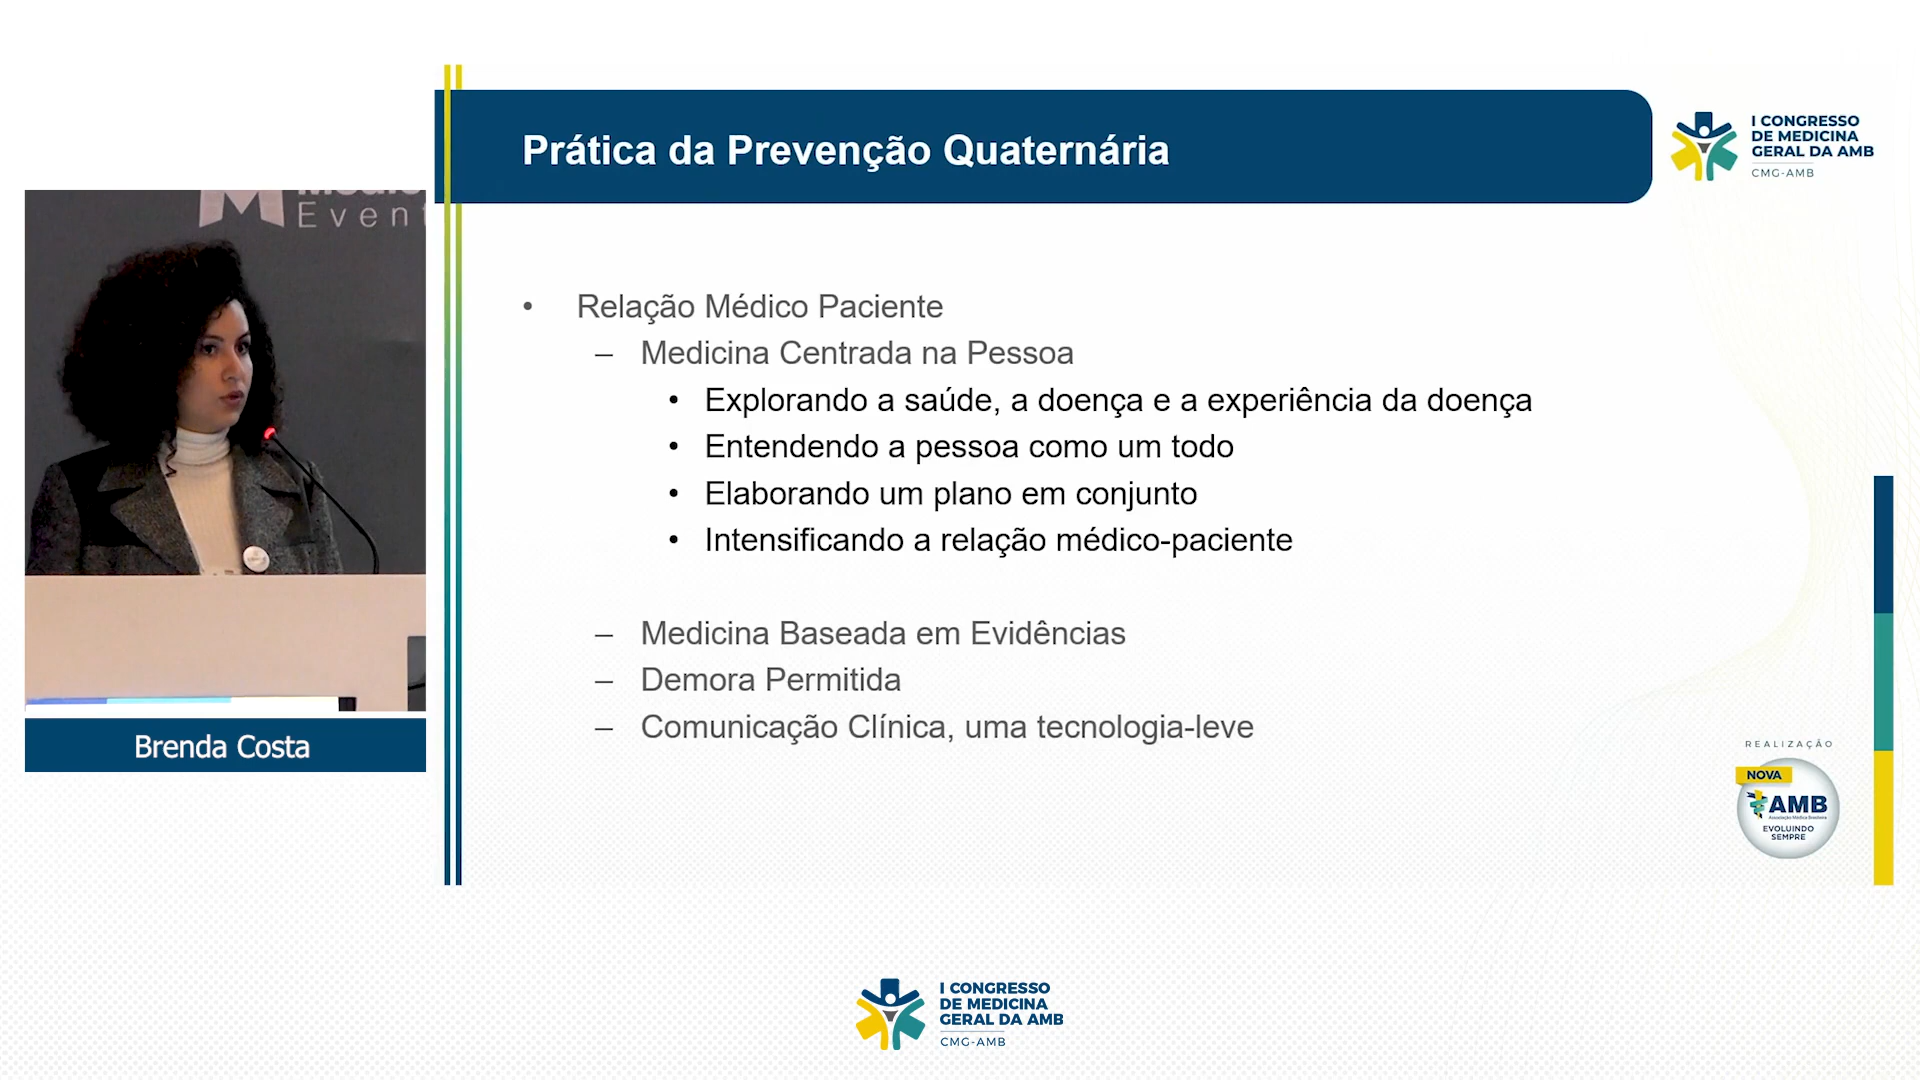 Prática da Prevenção Quaternária
I CONGRESSO
DE MEDICINA
GERAL DA AMB
CMG-AMB
Event
• Relação Médico Paciente
– Medicina Centrada na Pessoa
• Explorando a saúde, a doença e a experiência da doença
• Entendendo a pessoa como um todo
• Elaborando um plano em conjunto
• Intensificando a relação médico-paciente
– Medicina Baseada em Evidências
– Demora Permitida
– Comunicação Clínica, uma tecnologia-leve
Brenda Costa
REALIZAÇÃO
NOVA
AMB
Associação Médica Brasileira
EVOLUINDO
SEMPRE
I CONGRESSO
DE MEDICINA
GERAL DA AMB
CMG-AMB